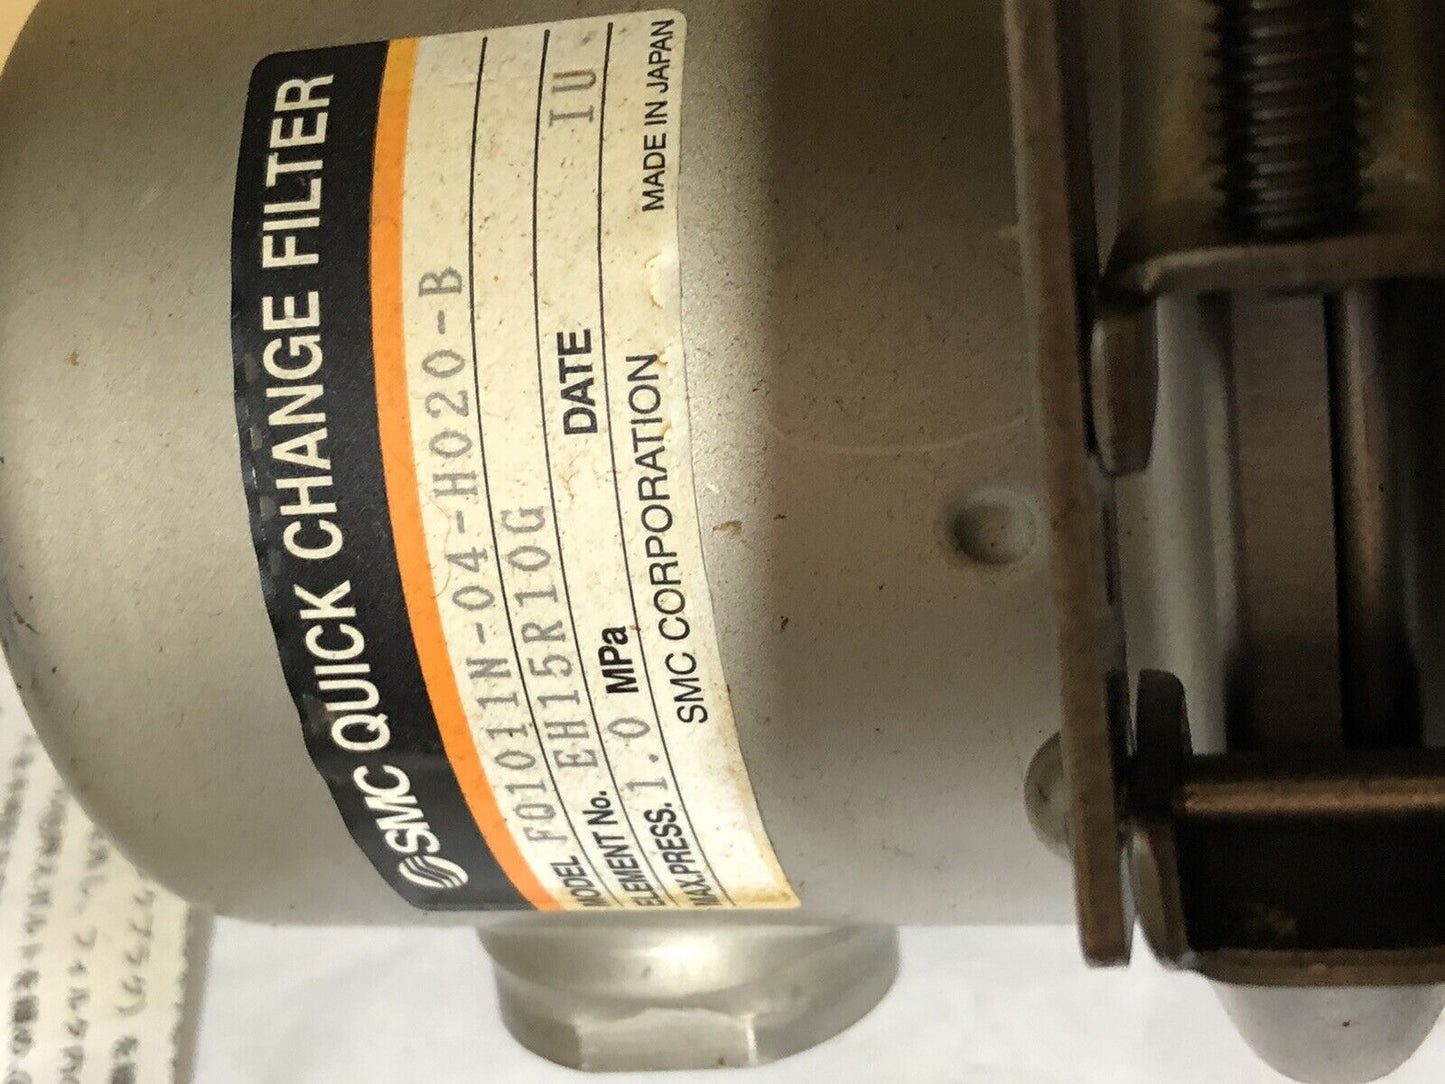 SMC QUICK CHANGE FILTER
MODEL FQ1011N-04-H020-B
ELEMENT No. EH15R10G
MAX.PRESS. 1.0 MPa DATE IU
SMC CORPORATION MADE IN JAPAN